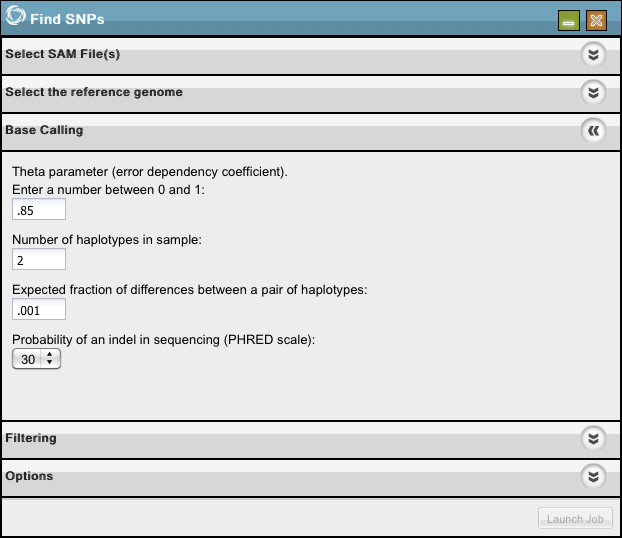 Find SNPs
Select SAM File(s)
Select the reference genome
Base Calling
Theta parameter (error dependency coefficient).
Enter a number between 0 and 1:
.85
Number of haplotypes in sample:
2
Expected fraction of differences between a pair of haplotypes:
.001
Probability of an indel in sequencing (PHRED scale):
30
Filtering
Options
Launch Job